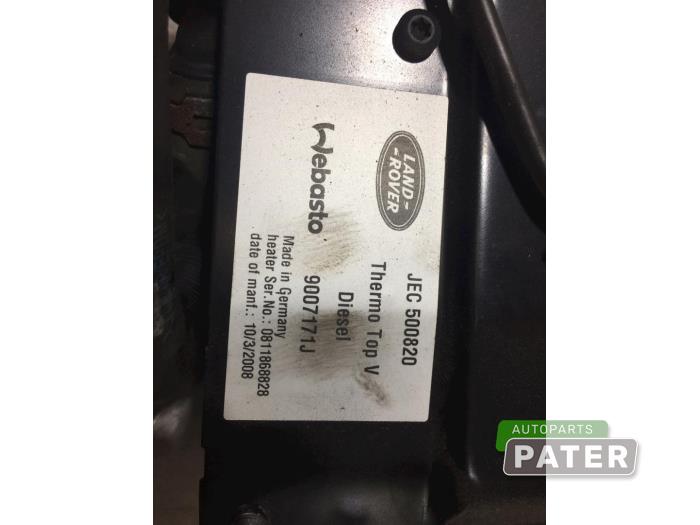 LAND-
-ROVER
JEC 500820
Thermo Top V
Diesel
Webasto
9007171J
Made in Germany
heater Ser.No.: 0811868828
date of manf.: 10/3/2008
AUTOPARTS
PATER